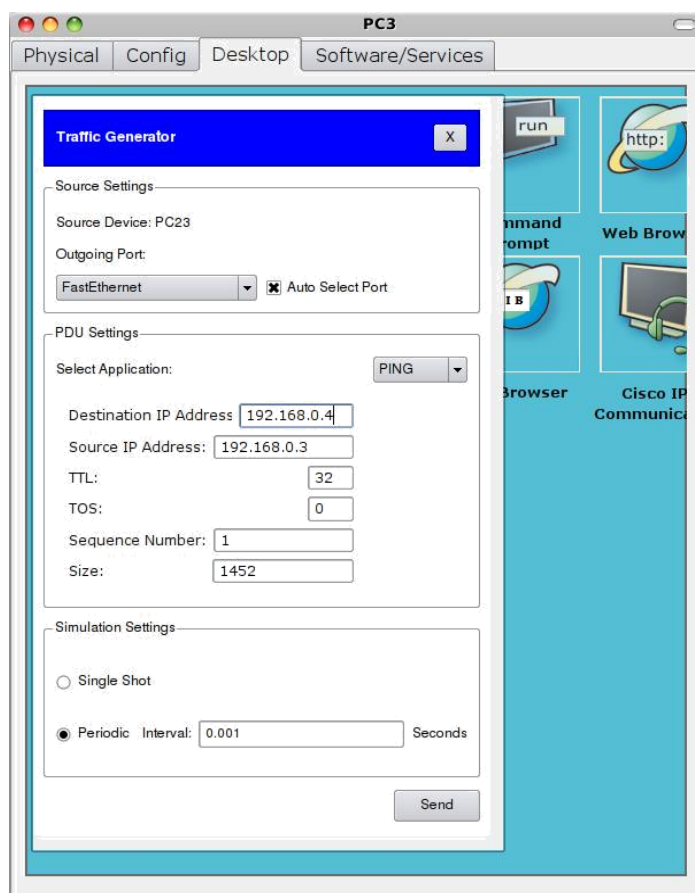 PC3
Physical Config Desktop Software/Services
Traffic Generator X
run
http:
Source Settings
Source Device: PC23
Outgoing Port:
FastEthernet Auto Select Port
mmand
ompt
Web Brow
PDU Settings
I B
Select Application: PING
Browser
Cisco IP
Communica
Destination IP Address 192.168.0.4
Source IP Address: 192.168.0.3
TTL: 32
TOS: 0
Sequence Number: 1
Size: 1452
Simulation Settings
Single Shot
Periodic Interval: 0.001 Seconds
Send